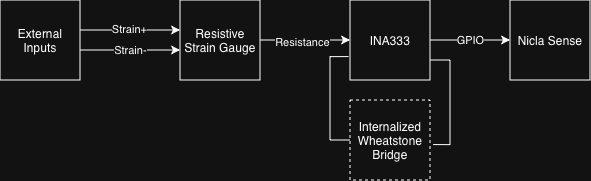 External
Inputs
Strain+
Strain-
Resistive
Strain Gauge
Resistance
INA333
GPIO
Nicla Sense
Internalized
Wheatstone
Bridge